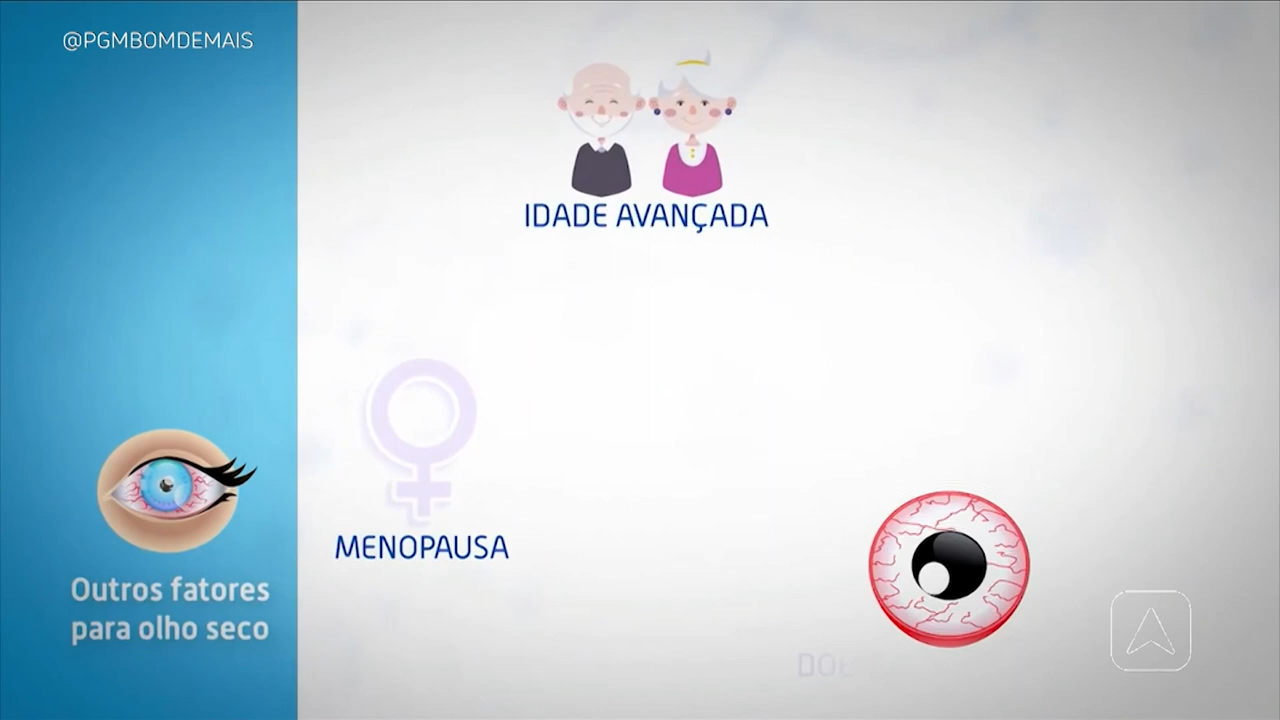 @PGMBOMDEMAIS
IDADE AVANÇADA
MENOPAUSA
Outros fatores
para olho seco